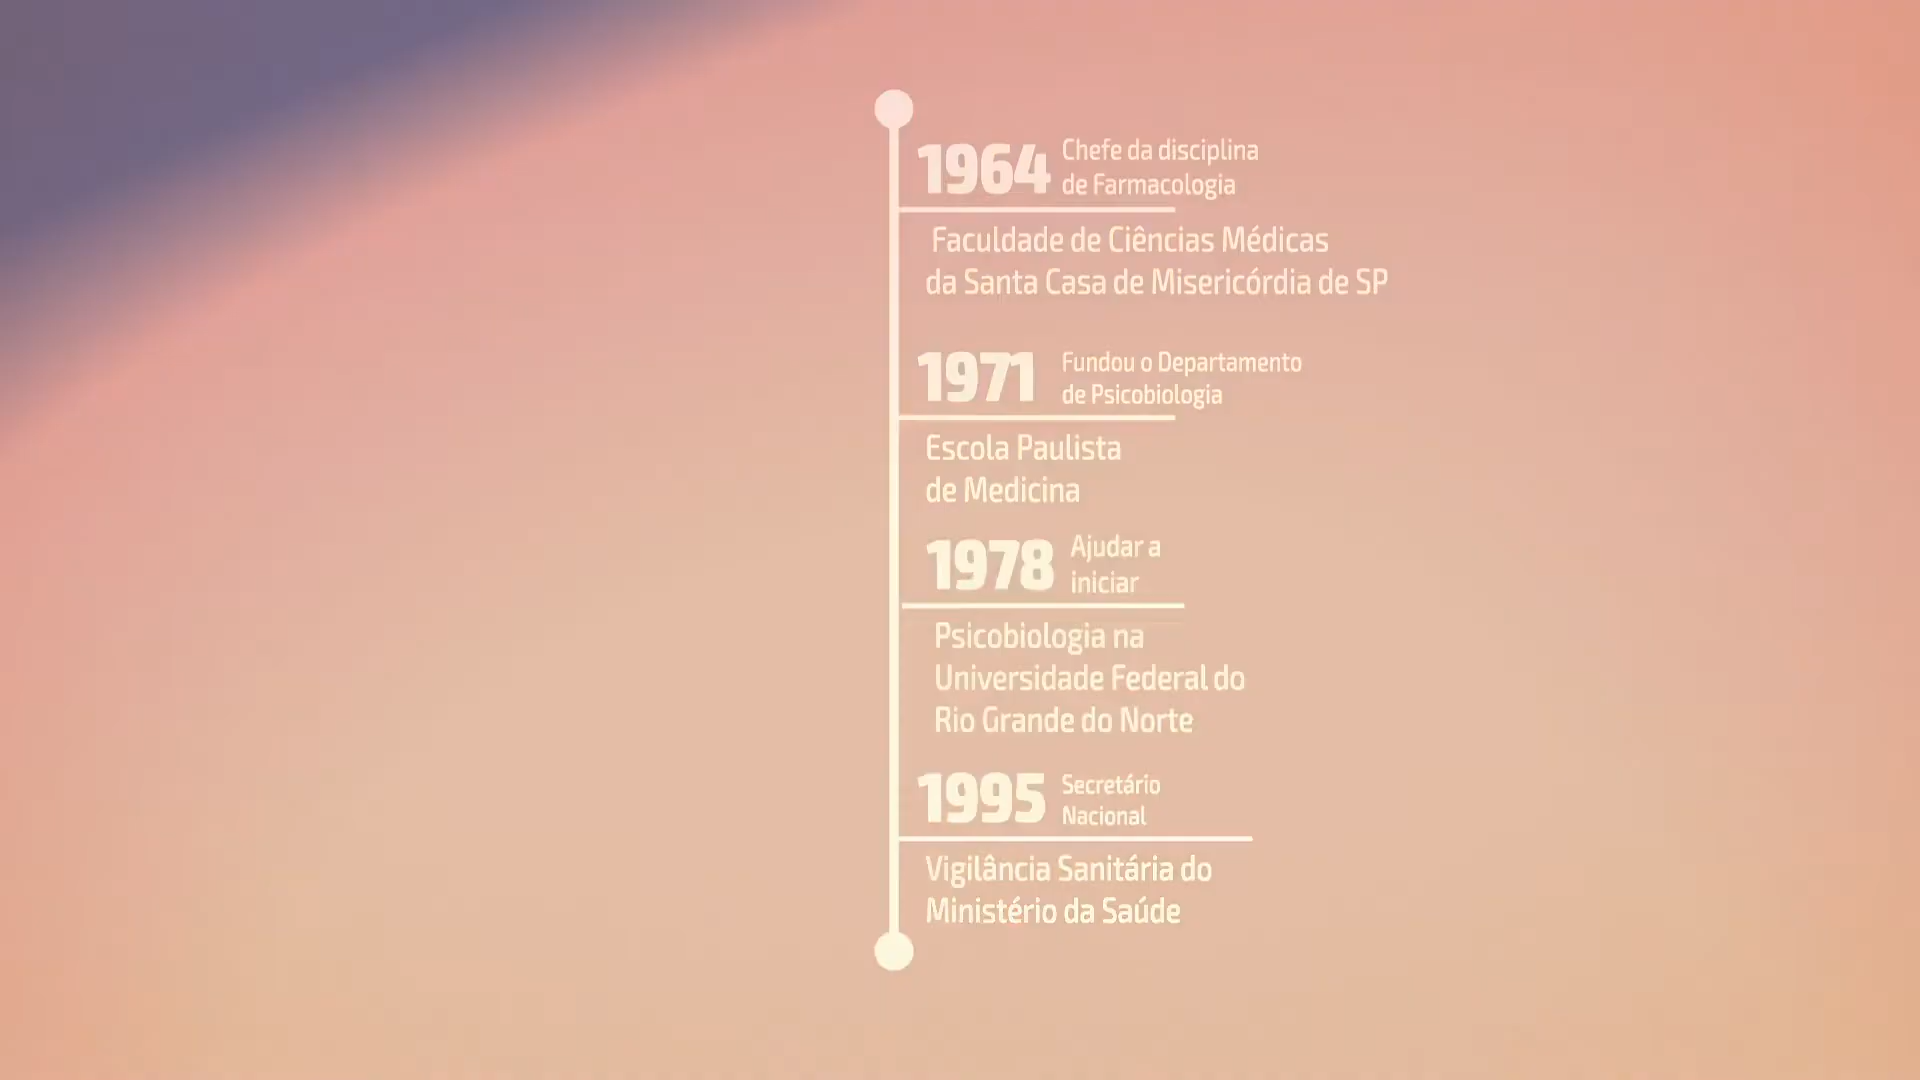 1964 Chefe da disciplina
de Farmacologia
Faculdade de Ciências Médicas
da Santa Casa de Misericórdia de SP
1971 Fundou o Departamento
de Psicobiologia
Escola Paulista
de Medicina
1978 Ajudar a
iniciar
Psicobiologia na
Universidade Federal do
Rio Grande do Norte
1995 Secretário
Nacional
Vigilância Sanitária do
Ministério da Saúde